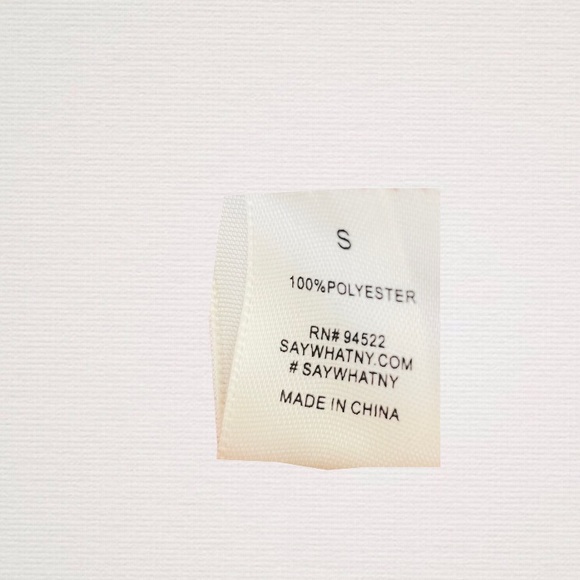 S
100%POLYESTER
RN# 94522
SAYWHATNY.COM
# SAYWHATNY
MADE IN CHINA